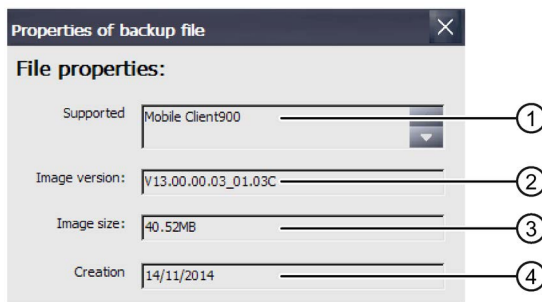 Properties of backup file
File properties:
Supported Mobile Client900 1
Image version: V13.00.00.03_01.03C 2
Image size: 40.52MB 3
Creation 14/11/2014 4